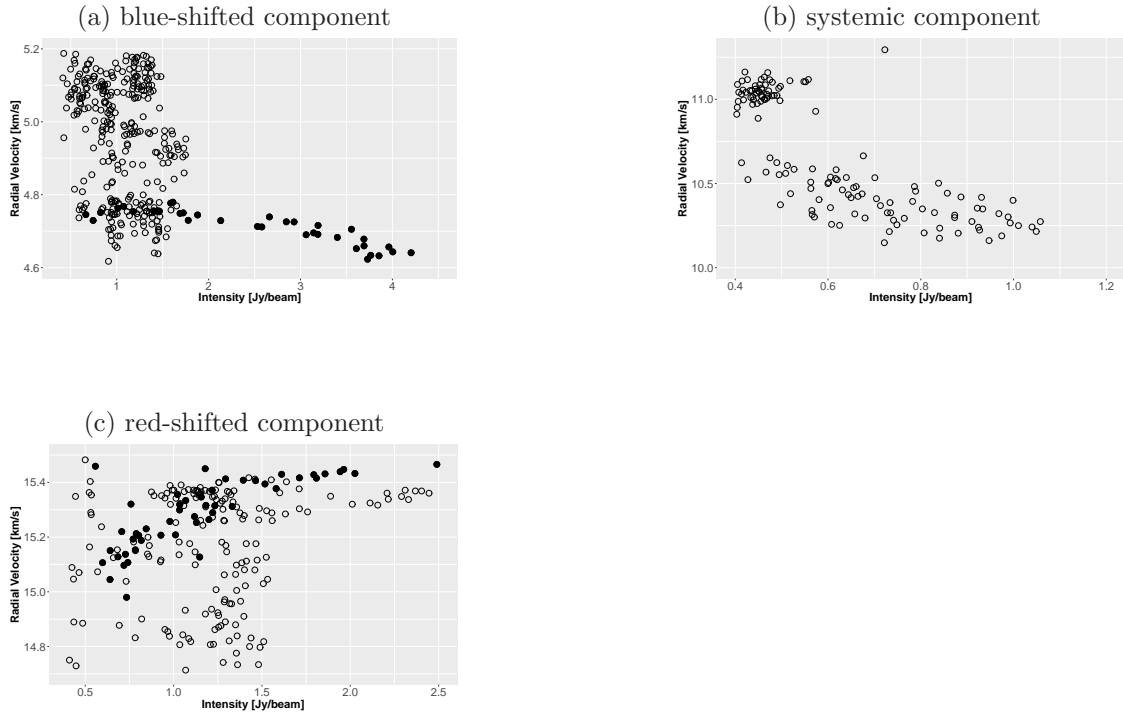 (a) blue-shifted component
5.2
5.0
4.8
4.6
Radial Velocity [km/s]
1
2
3
4
Intensity [Jy/beam]
(b) systemic component
11.0
10.5
10.0
Radial Velocity [km/s]
0.4
0.6
0.8
1.0
1.2
Intensity [Jy/beam]
(c) red-shifted component
15.4
15.2
15.0
14.8
Radial Velocity [km/s]
0.5
1.0
1.5
2.0
2.5
Intensity [Jy/beam]